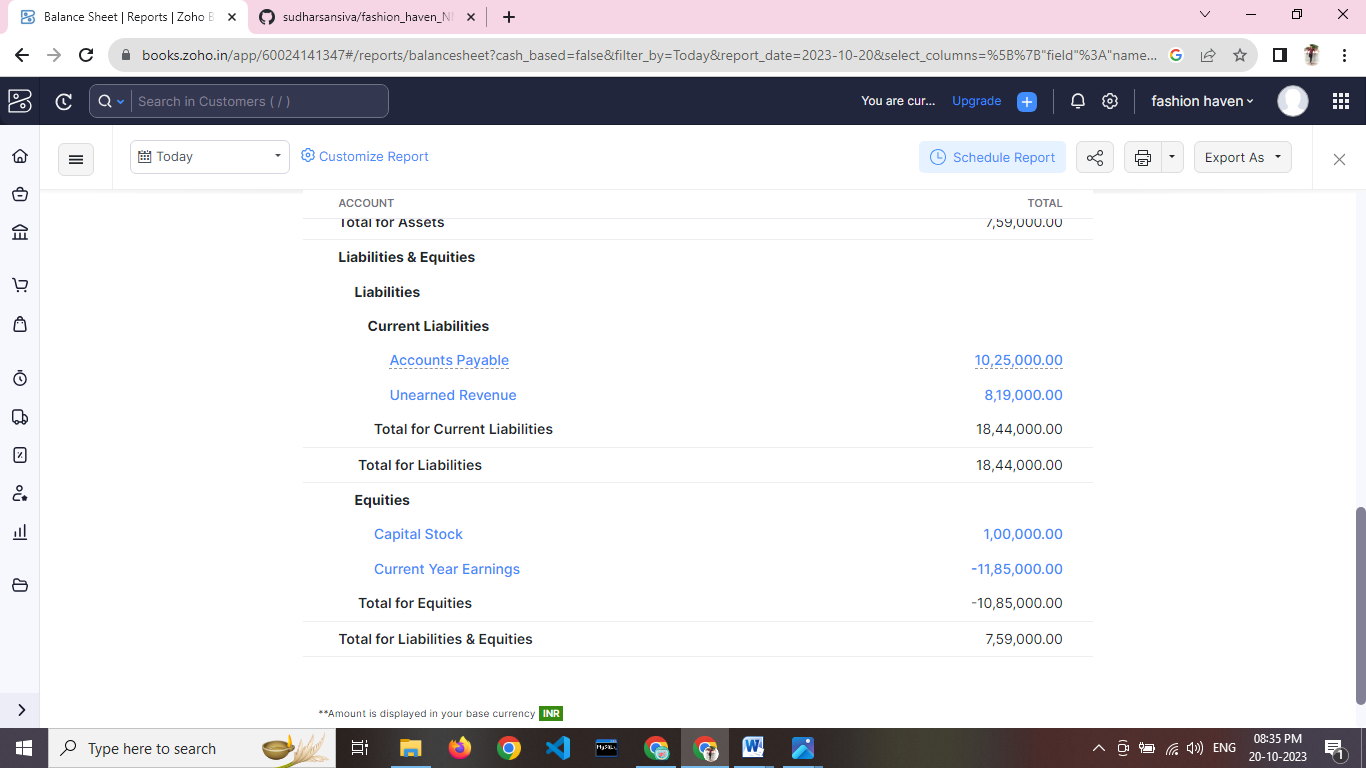 Balance Sheet | Reports | Zoho B
sudharsansiva/fashion_haven_N
books.zoho.in/app/60024141347#/reports/balancesheet?cash_based=false&filter_by=Today&report_date=2023-10-20&select_columns=%5B%7B"field"%3A"name...
Search in Customers ( / )
You are cur...
Upgrade
fashion haven
Today
Customize Report
Schedule Report
Export As
ACCOUNT TOTAL
Total for Assets 7,59,000.00
Liabilities & Equities
Liabilities
Current Liabilities
Accounts Payable 10,25,000.00
Unearned Revenue 8,19,000.00
Total for Current Liabilities 18,44,000.00
Total for Liabilities 18,44,000.00
Equities
Capital Stock 1,00,000.00
Current Year Earnings -11,85,000.00
Total for Equities -10,85,000.00
Total for Liabilities & Equities 7,59,000.00
**Amount is displayed in your base currency INR
Type here to search
ENG
08:35 PM
20-10-2023
1